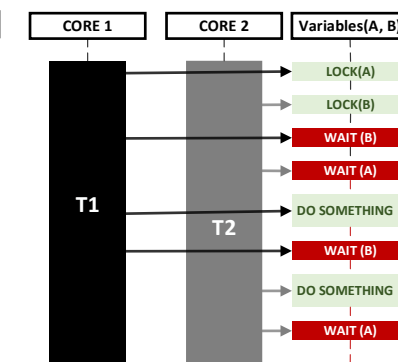 CORE 1
CORE 2
Variables(A, B)
LOCK(A)
LOCK(B)
WAIT (B)
WAIT (A)
T1
DO SOMETHING
T2
WAIT (B)
DO SOMETHING
WAIT (A)